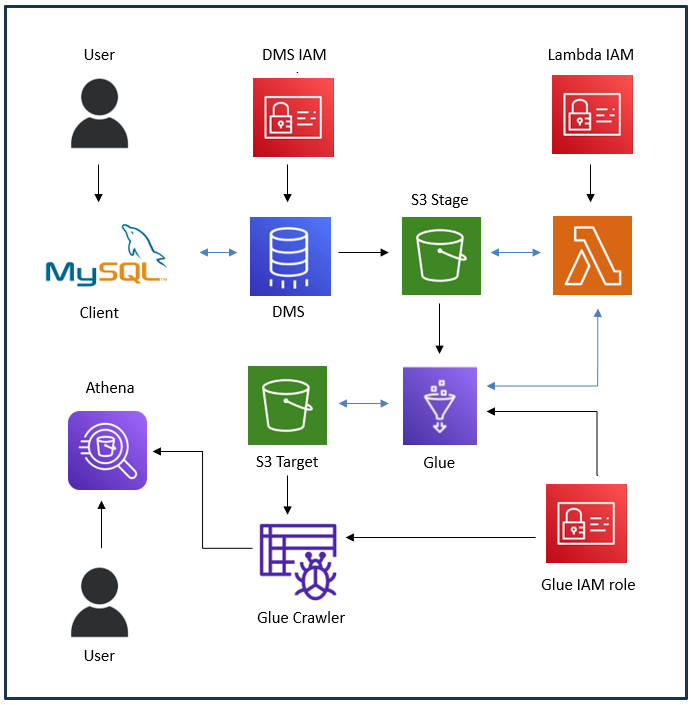 User
DMS IAM
Lambda IAM
S3 Stage
MySQL
TM
Client
DMS
Athena
S3 Target
Glue
Glue IAM role
Glue Crawler
User